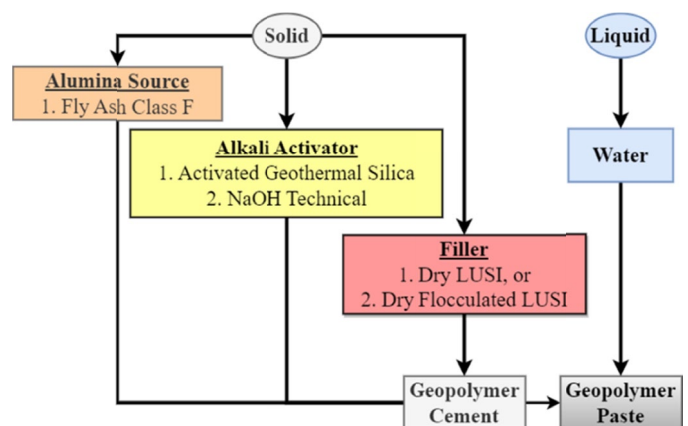 Solid
Liquid
Alumina Source
1. Fly Ash Class F
Alkali Activator
1. Activated Geothermal Silica
2. NaOH Technical
Water
Filler
1. Dry LUSI, or
2. Dry Flocculated LUSI
Geopolymer
Cement
Geopolymer
Paste